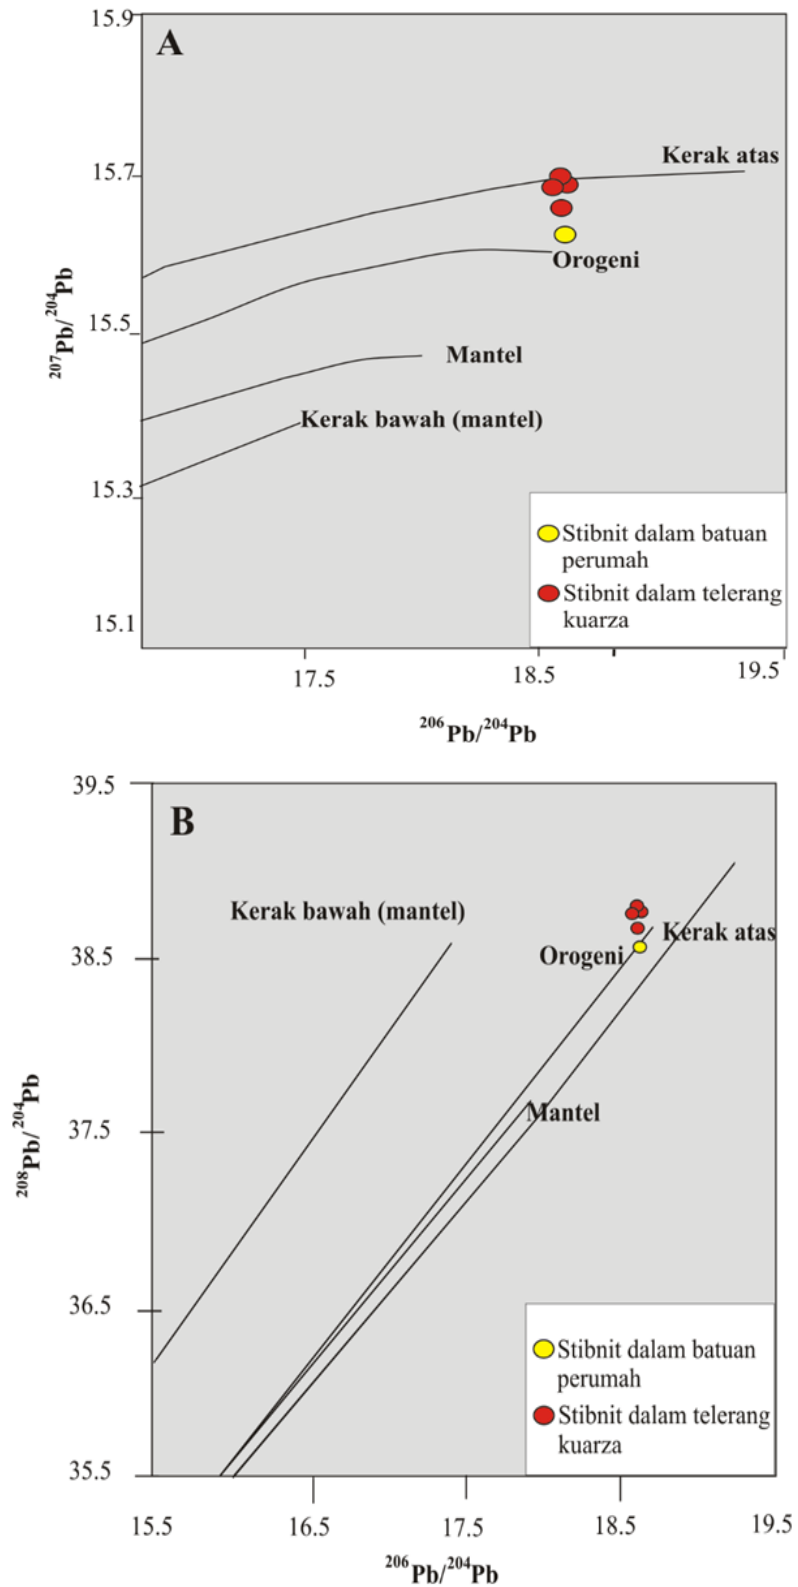 15.9
A
Kerak atas
15.7
Orogeni
15.5
Mantel
Kerak bawah (mantel)
15.3
15.1
²⁰⁷Pb/²⁰⁴Pb
Stibnit dalam batuan
perumah
Stibnit dalam telerang
kuarza
17.5
18.5
19.5
²⁰⁶Pb/²⁰⁴Pb
39.5
B
Kerak bawah (mantel)
Kerak atas
Orogeni
38.5
Mantel
37.5
36.5
35.5
²⁰⁸Pb/²⁰⁴Pb
Stibnit dalam batuan
perumah
Stibnit dalam telerang
kuarza
15.5
16.5
17.5
18.5
19.5
²⁰⁶Pb/²⁰⁴Pb